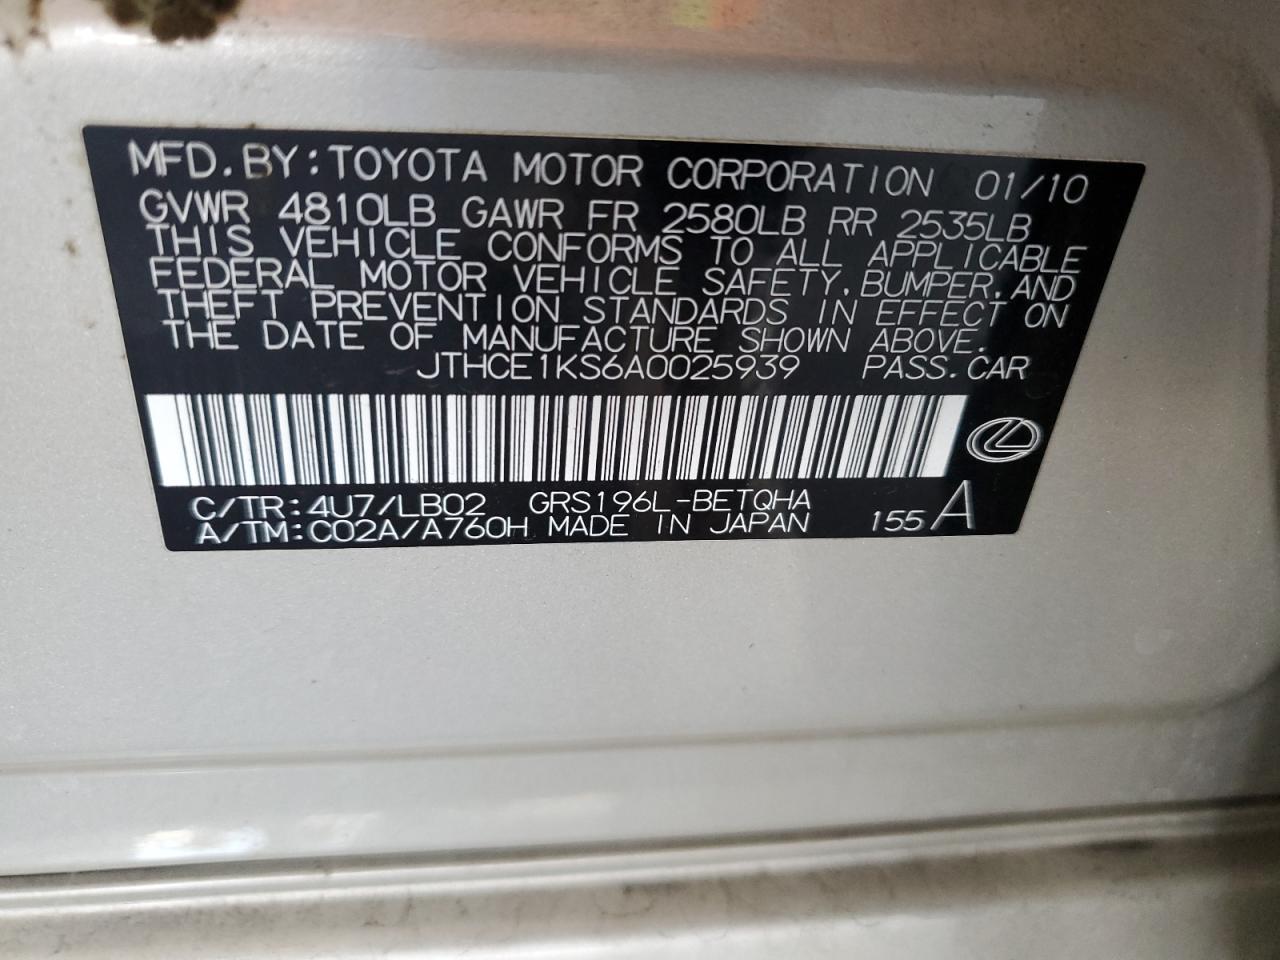 MFD.BY:TOYOTA MOTOR CORPORATION 01/10
GVWR 4810LB GAWR FR 2580LB RR 2535LB
THIS VEHICLE CONFORMS TO ALL APPLICABLE
FEDERAL MOTOR VEHICLE SAFETY, BUMPER, AND
THEFT PREVENTION STANDARDS IN EFFECT ON
THE DATE OF MANUFACTURE SHOWN ABOVE.
JTHCE1KS6A0025939 PASS.CAR
C/TR:4U7/LB02 GRS196L-BETQHA
A/TM:C02A/A760H MADE IN JAPAN 155 A